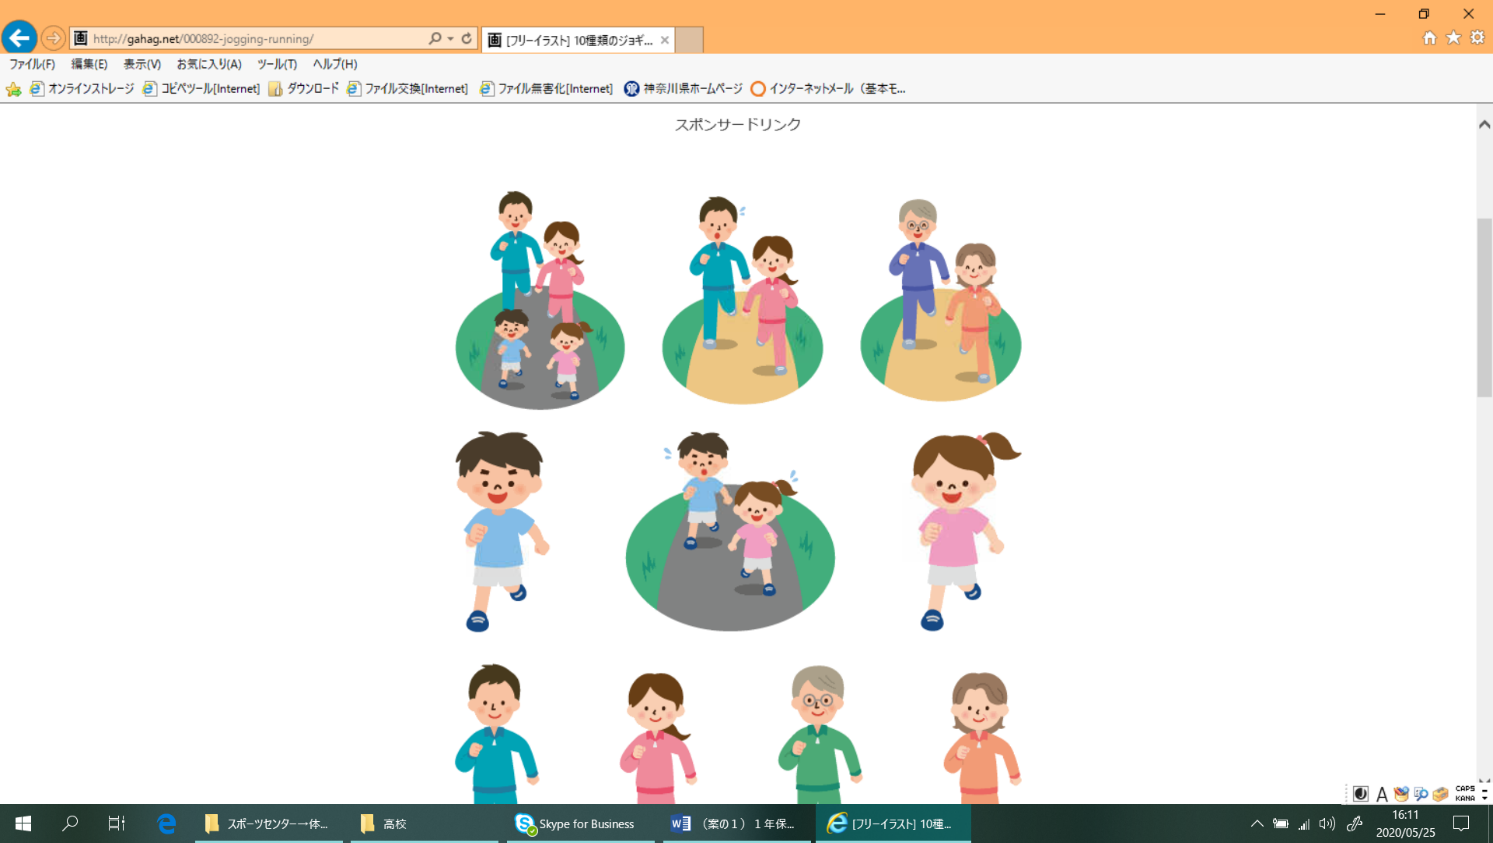 http://gahag.net/000892-jogging-running/
[フリーイラスト] 10種類のジョギ...
ファイル(F) 編集(E) 表示(V) お気に入り(A) ツール(T) ヘルプ(H)
オンラインストレージ コピペツール[Internet] ダウンロード ファイル交換[Internet] ファイル無害化[Internet] 神奈川県ホームページ インターネットメール（基本モ...
スポンサードリンク
A CAPS
KANA
スポーツセンター→体... 高校 Skype for Business （案の１）１年保... [フリーイラスト] 10種...
16:11
2020/05/25